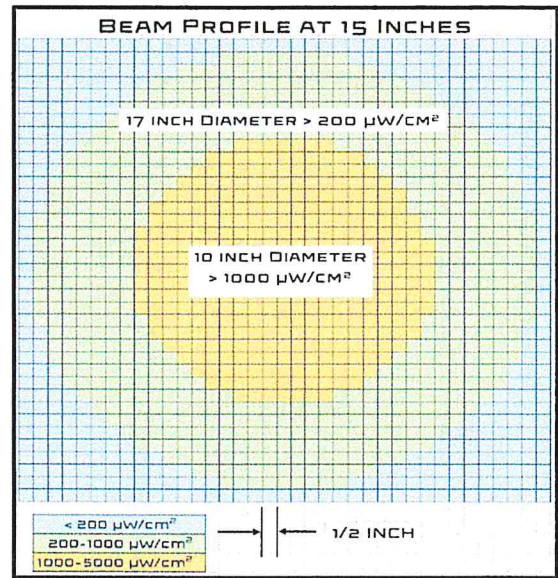 BEAM PROFILE AT 15 INCHES
17 INCH DIAMETER > 200 µW/CM²
10 INCH DIAMETER
> 1000 µW/CM²
< 200 µW/cm²
200-1000 µW/cm²
1000-5000 µW/cm²
1/2 INCH